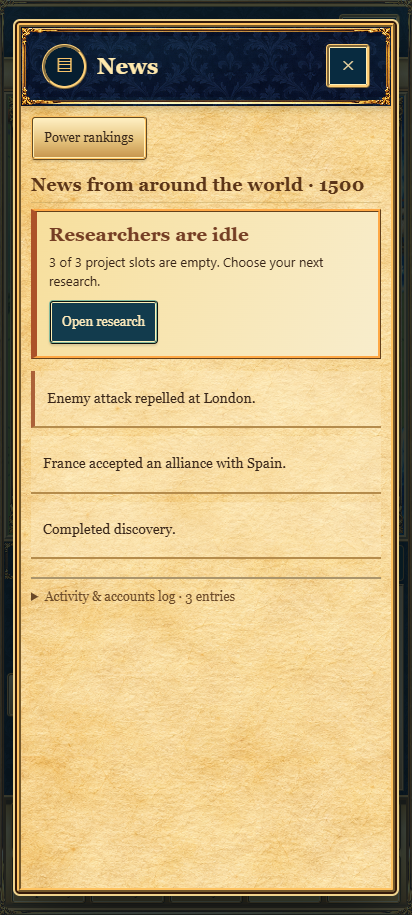 News
Power rankings
News from around the world · 1500
Researchers are idle
3 of 3 project slots are empty. Choose your next
research.
Open research
Enemy attack repelled at London.
France accepted an alliance with Spain.
Completed discovery.
Activity & accounts log · 3 entries